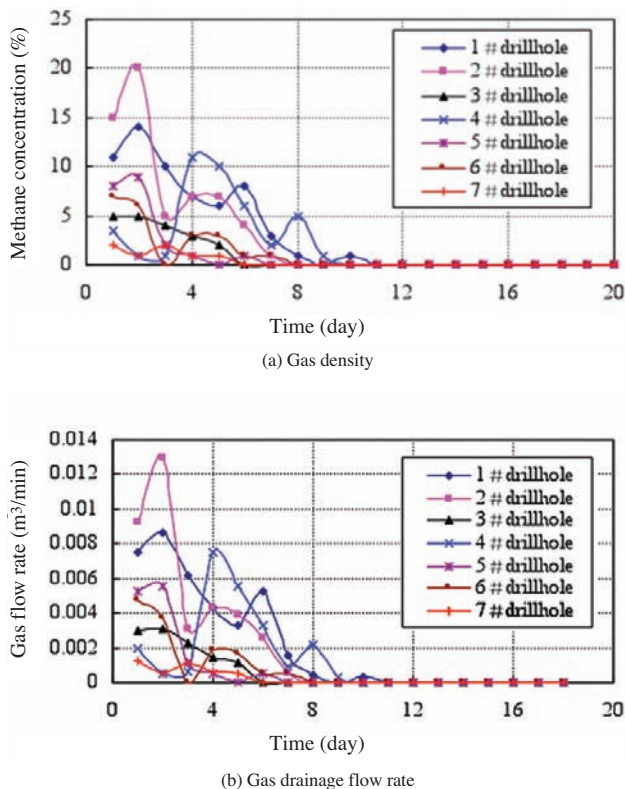 Methane concentration (%)
25
20
15
10
5
0
1 # drillhole
2 # drillhole
3 # drillhole
4 # drillhole
5 # drillhole
6 # drillhole
7 # drillhole
0 4 8 12 16 20
Time (day)
(a) Gas density
Gas flow rate (m³/min)
0.014
0.012
0.01
0.008
0.006
0.004
0.002
0
1 # drillhole
2 # drillhole
3 # drillhole
4 # drillhole
5 # drillhole
6 # drillhole
7 # drillhole
0 4 8 12 16 20
Time (day)
(b) Gas drainage flow rate